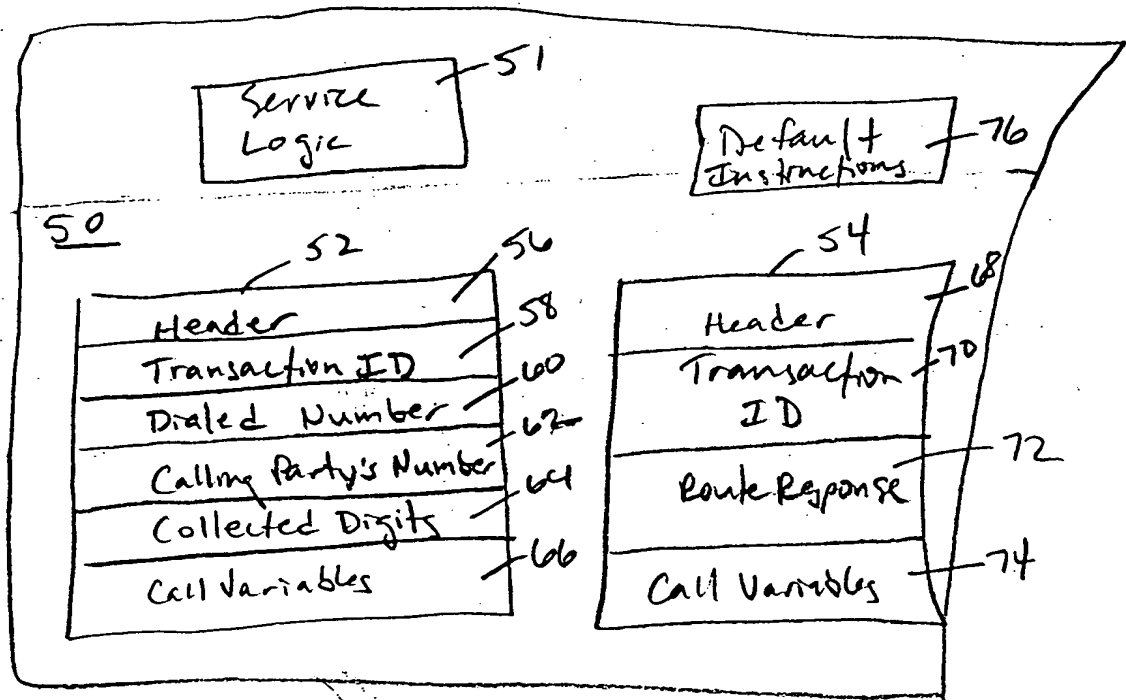 51
Service
Logic
76
Default
Instructions
50
52
56
Header
58
Transaction ID
60
Dialed Number
62
Calling Party's Number
64
Collected Digits
66
Call Variables
54
68
Header
70
Transaction
ID
72
Route Response
74
Call Variables